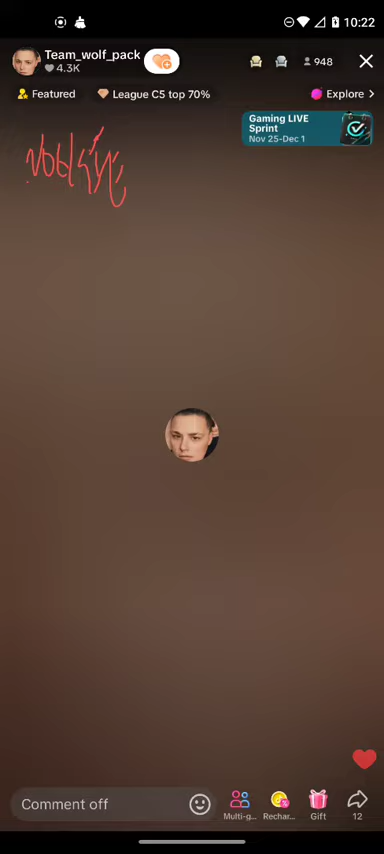 10:22
Team_wolf_pack
4.3K
948
Featured
League C5 top 70%
Explore >
Gaming LIVE
Sprint
Nov 25-Dec 1
Comment off
Multi-g...
Rechar...
Gift
12